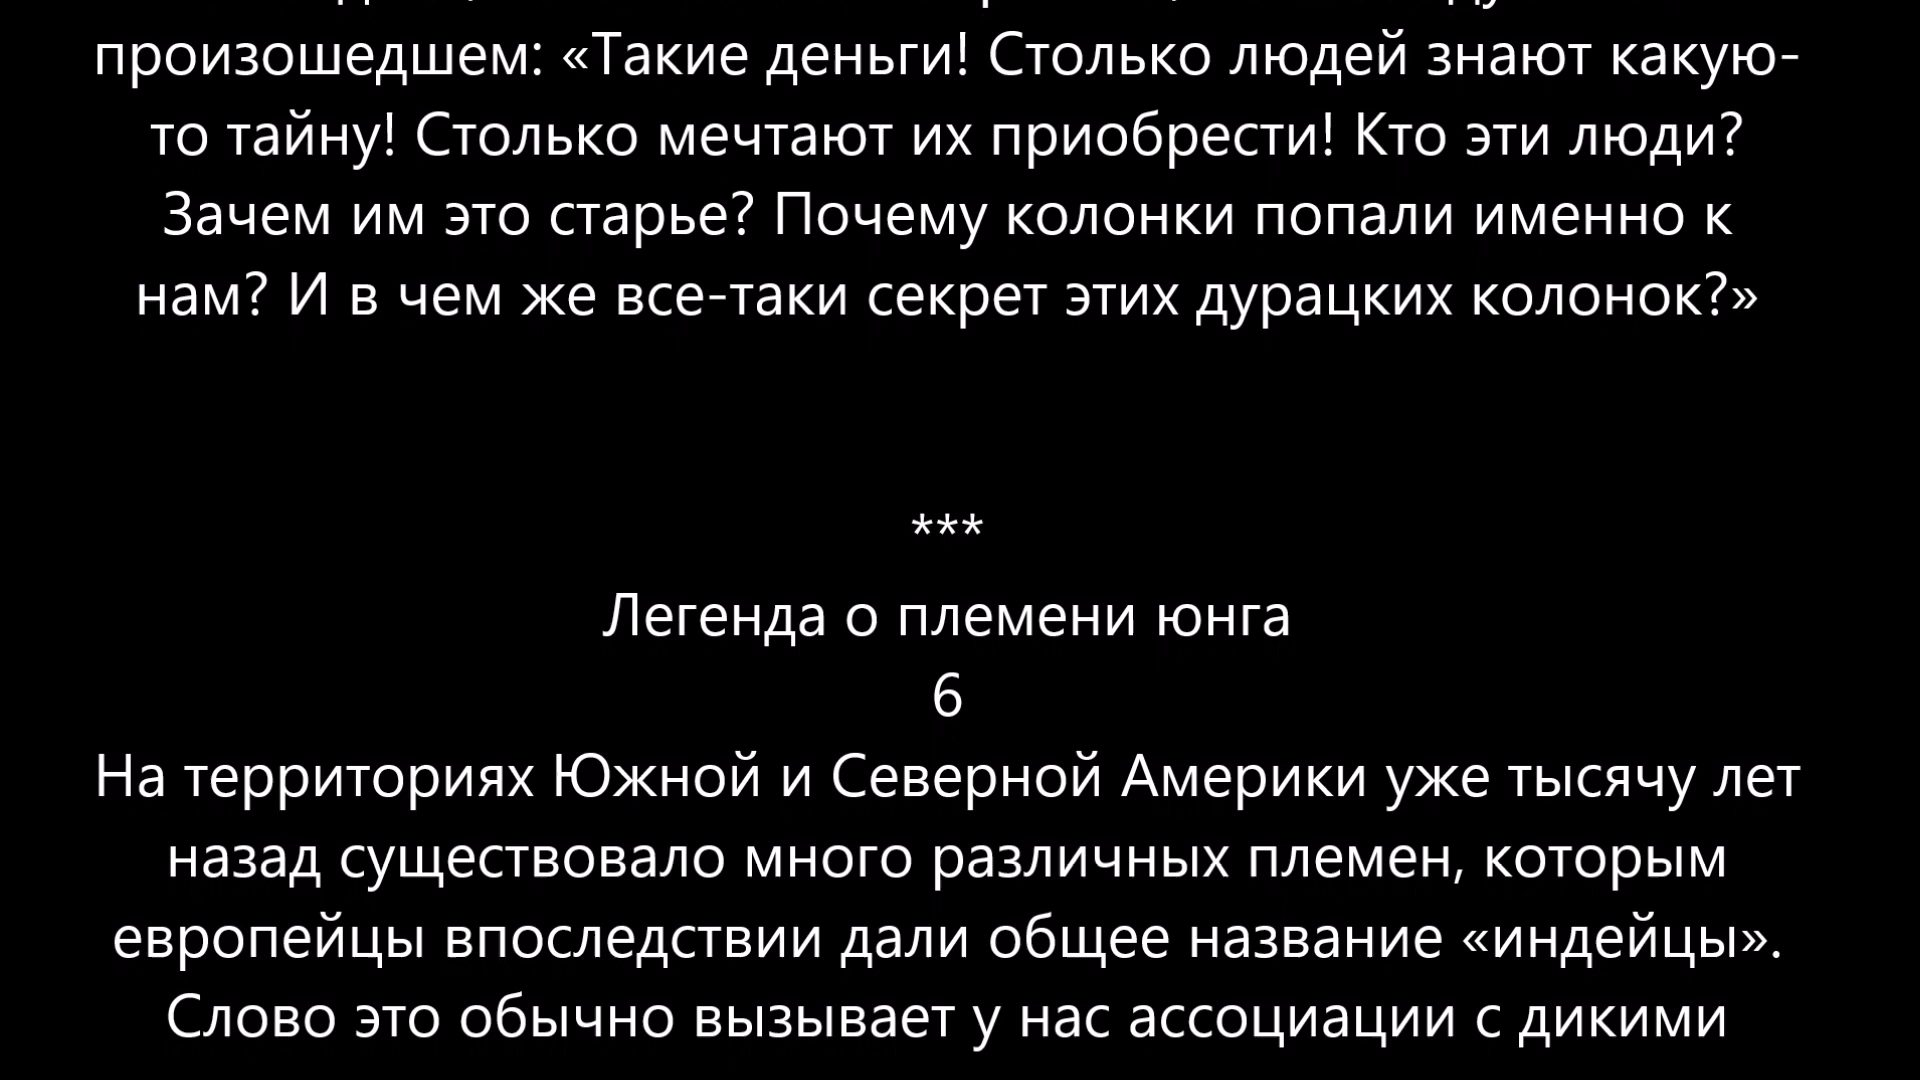 произошедшем: «Такие деньги! Столько людей знают какую-
то тайну! Столько мечтают их приобрести! Кто эти люди?
Зачем им это старье? Почему колонки попали именно к
нам? И в чем же все-таки секрет этих дурацких колонок?»
***
Легенда о племени юнга
6
На территориях Южной и Северной Америки уже тысячу лет
назад существовало много различных племен, которым
европейцы впоследствии дали общее название «индейцы».
Слово это обычно вызывает у нас ассоциации с дикими